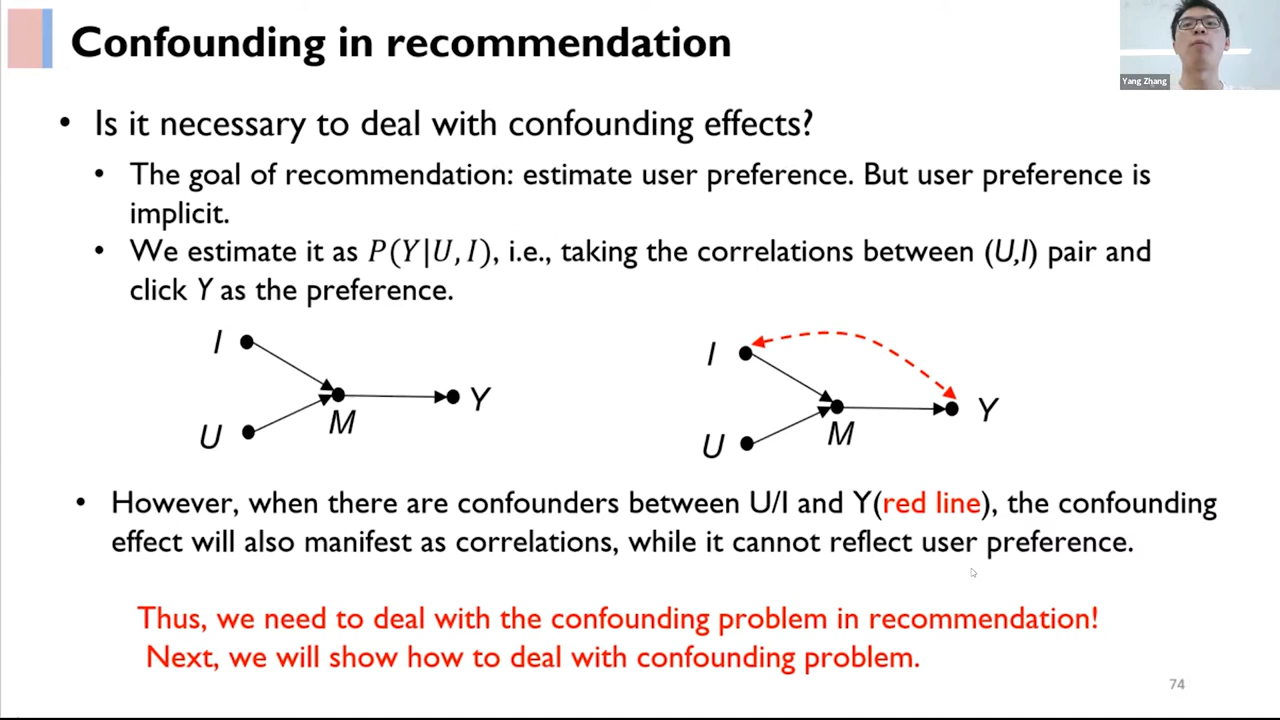 Confounding in recommendation
Yang Zhang
• Is it necessary to deal with confounding effects?
• The goal of recommendation: estimate user preference. But user preference is
implicit.
• We estimate it as P(Y|U, I), i.e., taking the correlations between (U,I) pair and
click Y as the preference.
I
U
M
Y
I
U
M
Y
• However, when there are confounders between U/I and Y(red line), the confounding
effect will also manifest as correlations, while it cannot reflect user preference.
Thus, we need to deal with the confounding problem in recommendation!
Next, we will show how to deal with confounding problem.
74